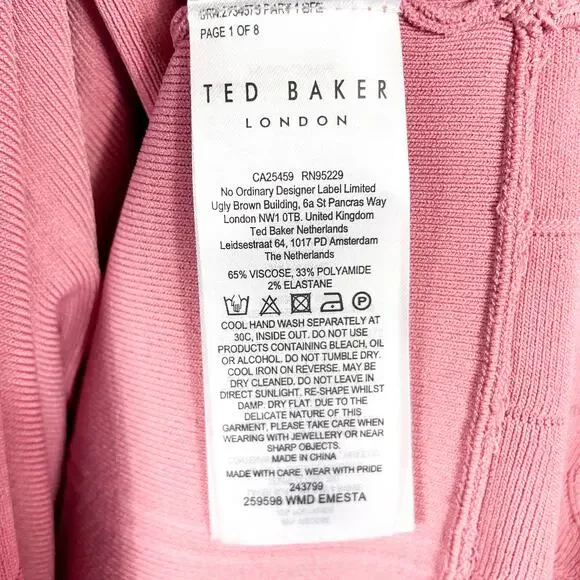 PAGE 1 OF 8
TED BAKER
LONDON
CA25459 RN95229
No Ordinary Designer Label Limited
Ugly Brown Building, 6a St Pancras Way
London NW1 0TB. United Kingdom
Ted Baker Netherlands
Leidsestraat 64, 1017 PD Amsterdam
The Netherlands
65% VISCOSE, 33% POLYAMIDE
2% ELASTANE
COOL HAND WASH SEPARATELY AT
30C, INSIDE OUT. DO NOT USE
PRODUCTS CONTAINING BLEACH, OIL
OR ALCOHOL. DO NOT TUMBLE DRY.
COOL IRON ON REVERSE. MAY BE
DRY CLEANED. DO NOT LEAVE IN
DIRECT SUNLIGHT. RE-SHAPE WHILST
DAMP. DRY FLAT. DUE TO THE
DELICATE NATURE OF THIS
GARMENT, PLEASE TAKE CARE WHEN
WEARING WITH JEWELLERY OR NEAR
SHARP OBJECTS.
MADE IN CHINA
MADE WITH CARE, WEAR WITH PRIDE
243799
259598 WMD EMESTA